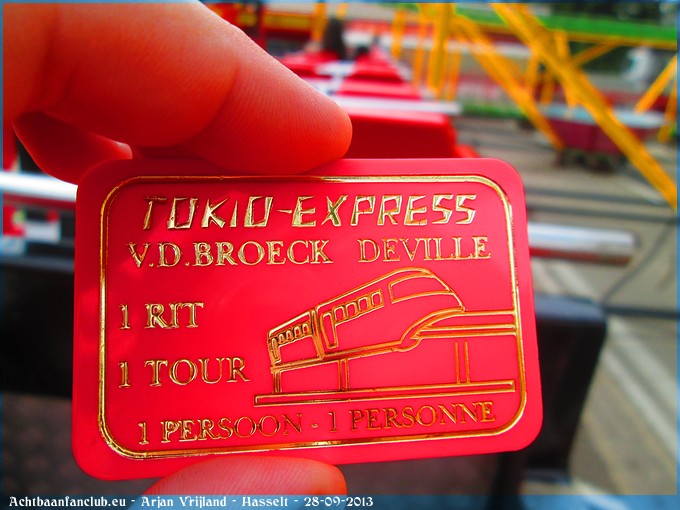 TOKIO-EXPRESS
V.D.BROECK DEVILLE
1 RIT
1 TOUR
1 PERSOON - 1 PERSONNE
Achtbaanfanclub.eu - Arjan Vrijland - Hasselt - 28-09-2013